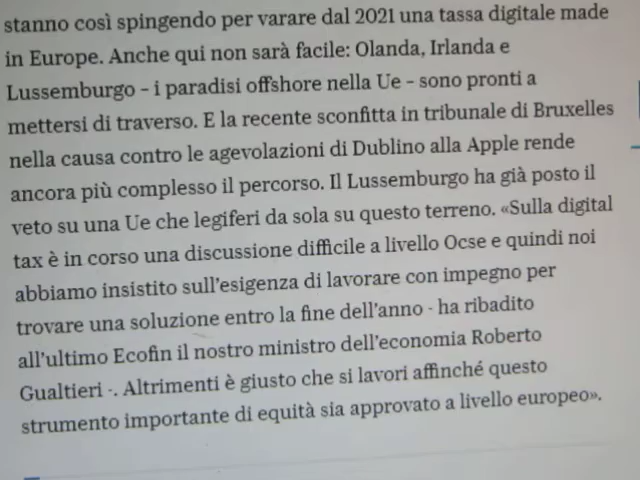 stanno così spingendo per varare dal 2021 una tassa digitale made
in Europe. Anche qui non sarà facile: Olanda, Irlanda e
Lussemburgo – i paradisi offshore nella Ue – sono pronti a
mettersi di traverso. E la recente sconfitta in tribunale di Bruxelles
nella causa contro le agevolazioni di Dublino alla Apple rende
ancora più complesso il percorso. Il Lussemburgo ha già posto il
veto su una Ue che legiferi da sola su questo terreno. «Sulla digital
tax è in corso una discussione difficile a livello Ocse e quindi noi
abbiamo insistito sull'esigenza di lavorare con impegno per
trovare una soluzione entro la fine dell'anno - ha ribadito
all'ultimo Ecofin il nostro ministro dell'economia Roberto
Gualtieri -. Altrimenti è giusto che si lavori affinché questo
strumento importante di equità sia approvato a livello europeo».